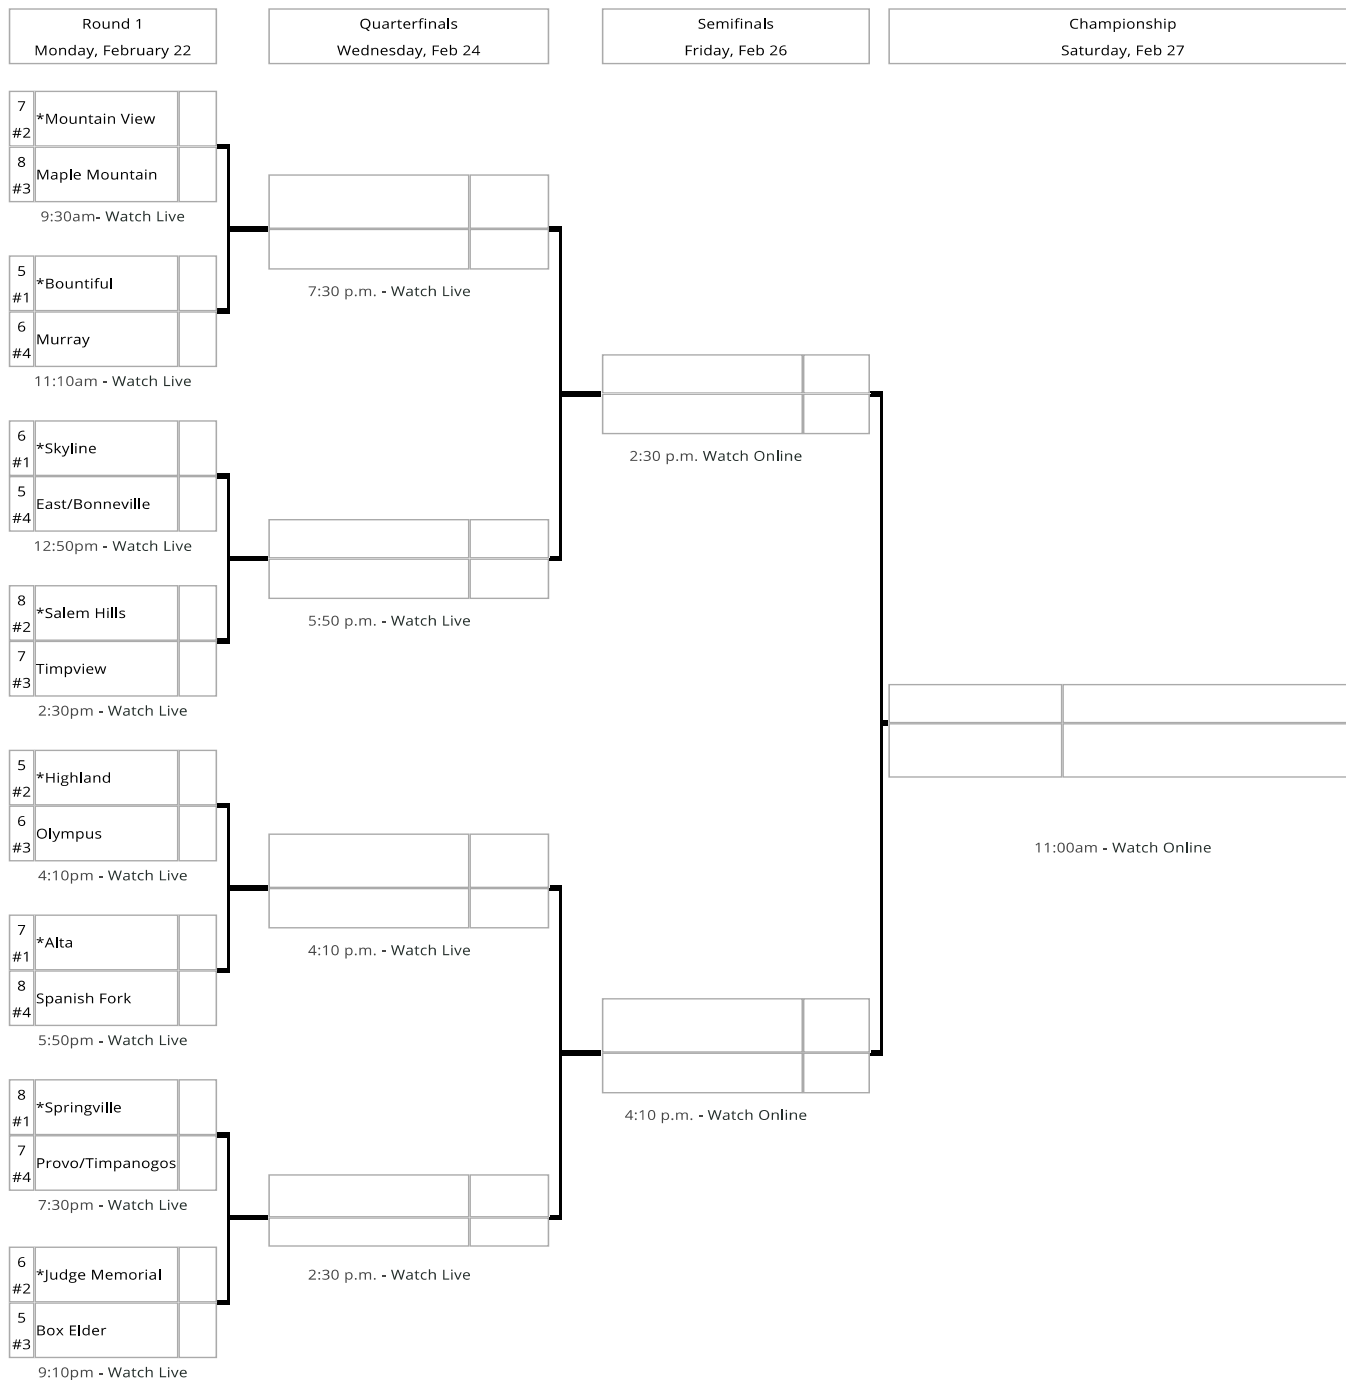 Round 1
Monday, February 22
Quarterfinals
Wednesday, Feb 24
Semifinals
Friday, Feb 26
Championship
Saturday, Feb 27
7
#2
*Mountain View
8
#3
Maple Mountain
9:30am- Watch Live
5
#1
*Bountiful
6
#4
Murray
11:10am - Watch Live
6
#1
*Skyline
5
#4
East/Bonneville
12:50pm - Watch Live
8
#2
*Salem Hills
7
#3
Timpview
2:30pm - Watch Live
5
#2
*Highland
6
#3
Olympus
4:10pm - Watch Live
7
#1
*Alta
8
#4
Spanish Fork
5:50pm - Watch Live
8
#1
*Springville
7
#4
Provo/Timpanogos
7:30pm - Watch Live
6
#2
*Judge Memorial
5
#3
Box Elder
9:10pm - Watch Live
7:30 p.m. - Watch Live
5:50 p.m. - Watch Live
4:10 p.m. - Watch Live
2:30 p.m. - Watch Live
2:30 p.m. Watch Online
4:10 p.m. - Watch Online
11:00am - Watch Online